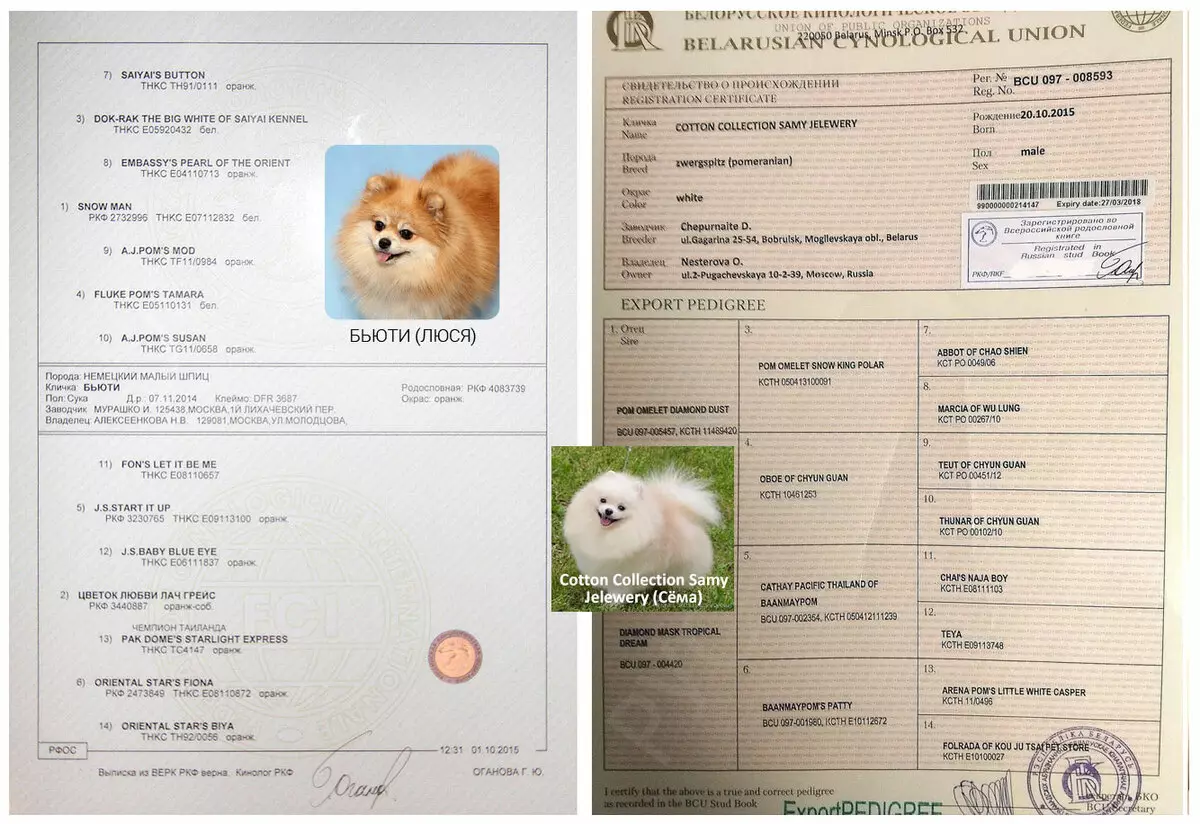 7) SAIYAI'S BUTTON
THKC TH91/0111 оранж.
3) DOK-RAK THE BIG WHITE OF SAIYAI KENNEL
THKC E05920432 бел.
8) EMBASSY'S PEARL OF THE ORIENT
THKC E04110713 оранж.
1) SNOW MAN
РКФ 2732996 THKC E07112832 бел.
9) A.J.POM'S MOD
THKC TF11/0984 оранж.
4) FLUKE POM'S TAMARA
THKC E05110131 бел.
10) A.J.POM'S SUSAN
THKC TG11/0658 оранж.
БЬЮТИ (ЛЮСЯ)
Порода: НЕМЕЦКИЙ МАЛЫЙ ШПИЦ
Кличка: БЬЮТИ
Родословная: РКФ 4083739
Пол: Сука Д.р.: 07.11.2014 Клеймо: DFR 3687
Окрас: оранж.
Заводчик МУРАШКО И. 125438,МОСКВА,1Й ЛИХАЧЕВСКИЙ ПЕР.
Владелец АЛЕКСЕЕНКОВА Н.В. 129081,МОСКВА,УЛ.МОЛОДЦОВА,
11) FON'S LET IT BE ME
THKC E08110657
5) J.S.START IT UP
РКФ 3230765 THKC E09113100 оранж.
12) J.S.BABY BLUE EYE
THKC E06111837 оранж.
2) ЦВЕТОК ЛЮБВИ ЛАЧ ГРЕЙС
РКФ 3440887 оранж-соб.
ЧЕМПИОН ТАИЛАНДА
13) PAK DOME'S STARLIGHT EXPRESS
THKC TC4147 оранж.
6) ORIENTAL STAR'S FIONA
РКФ 2473849 THKC E08110872 оранж.
14) ORIENTAL STAR'S BIYA
THKC TH92/0056 оранж.
РФОС
12:31 01.10.2015
Выписка из ВЕРК РКФ верна. Кинолог РКФ
ОГАНОВА Г. Ю.
БЕЛОРУССКОЕ КИНОЛОГИЧЕСКОЕ
UNION OF PUBLIC ORGANIZATIONS
220050 Belarus, Minsk P.O. Box 532
BELARUSIAN CYNOLOGICAL UNION
СВИДЕТЕЛЬСТВО О ПРОИСХОЖДЕНИИ
REGISTRATION CERTIFICATE
Рег. № BCU 097 - 008593
Reg. No.
Кличка
Name
COTTON COLLECTION SAMY JELEWERY
Рождение 20.10.2015
Born
Порода
Breed
zwergspitz (pomeranian)
Пол male
Sex
Окрас
Color
white
990000000214147 Expiry date:27/03/2018
Заводчик
Breeder
Chepurnaite D.
ul.Gagarina 25-54, Bobrulsk, Mogilevskaya obl., Belarus
Владелец
Owner
Nesterova O.
ul.2-Pugachevskaya 10-2-39, Moscow, Russia
Зарегистрировано во
Всероссийской родословной
книге
Registrated in
Russian stud Book
РКФ/RKF
EXPORT PEDIGREE
1. Отец
Sire
POM OMELET DIAMOND DUST
BCU 097-005457, KCTH 11489420
Cotton Collection Samy
Jelewery (Сёма)
DIAMOND MASK TROPICAL
DREAM
BCU 097 - 004420
3.
POM OMELET SNOW KING POLAR
KCTH 050413100091
4.
OBOE OF CHYUN GUAN
KCTH 10461253
5.
CATHAY PACIFIC THAILAND OF
BAANMAYPOM
BCU 097-002354, KCTH 050412111239
6.
BAANMAYPOM'S PATTY
BCU 097-001980, KCTH E10112672
7.
ABBOT OF CHAO SHIEN
KCT PO 0049/06
8.
MARCIA OF WU LUNG
KCT PO 00267/10
9.
TEUT OF CHYUN GUAN
KCT PO 00451/12
10.
THUNAR OF CHYUN GUAN
KCT PO 00102/10
11.
CHAI'S NAJA BOY
KCTH E08111103
12.
TEYA
KCTH E09113748
13.
ARENA POM'S LITTLE WHITE CASPER
KCTH 11/0496
14.
FOLRADA OF KOU JU TSAI PET STORE
KCTH E10100027
I certify that the above is a true and correct pedigree
as recorded in the BCU Stud Book
ExportPEDIGREE
БКО
BCU Secretary